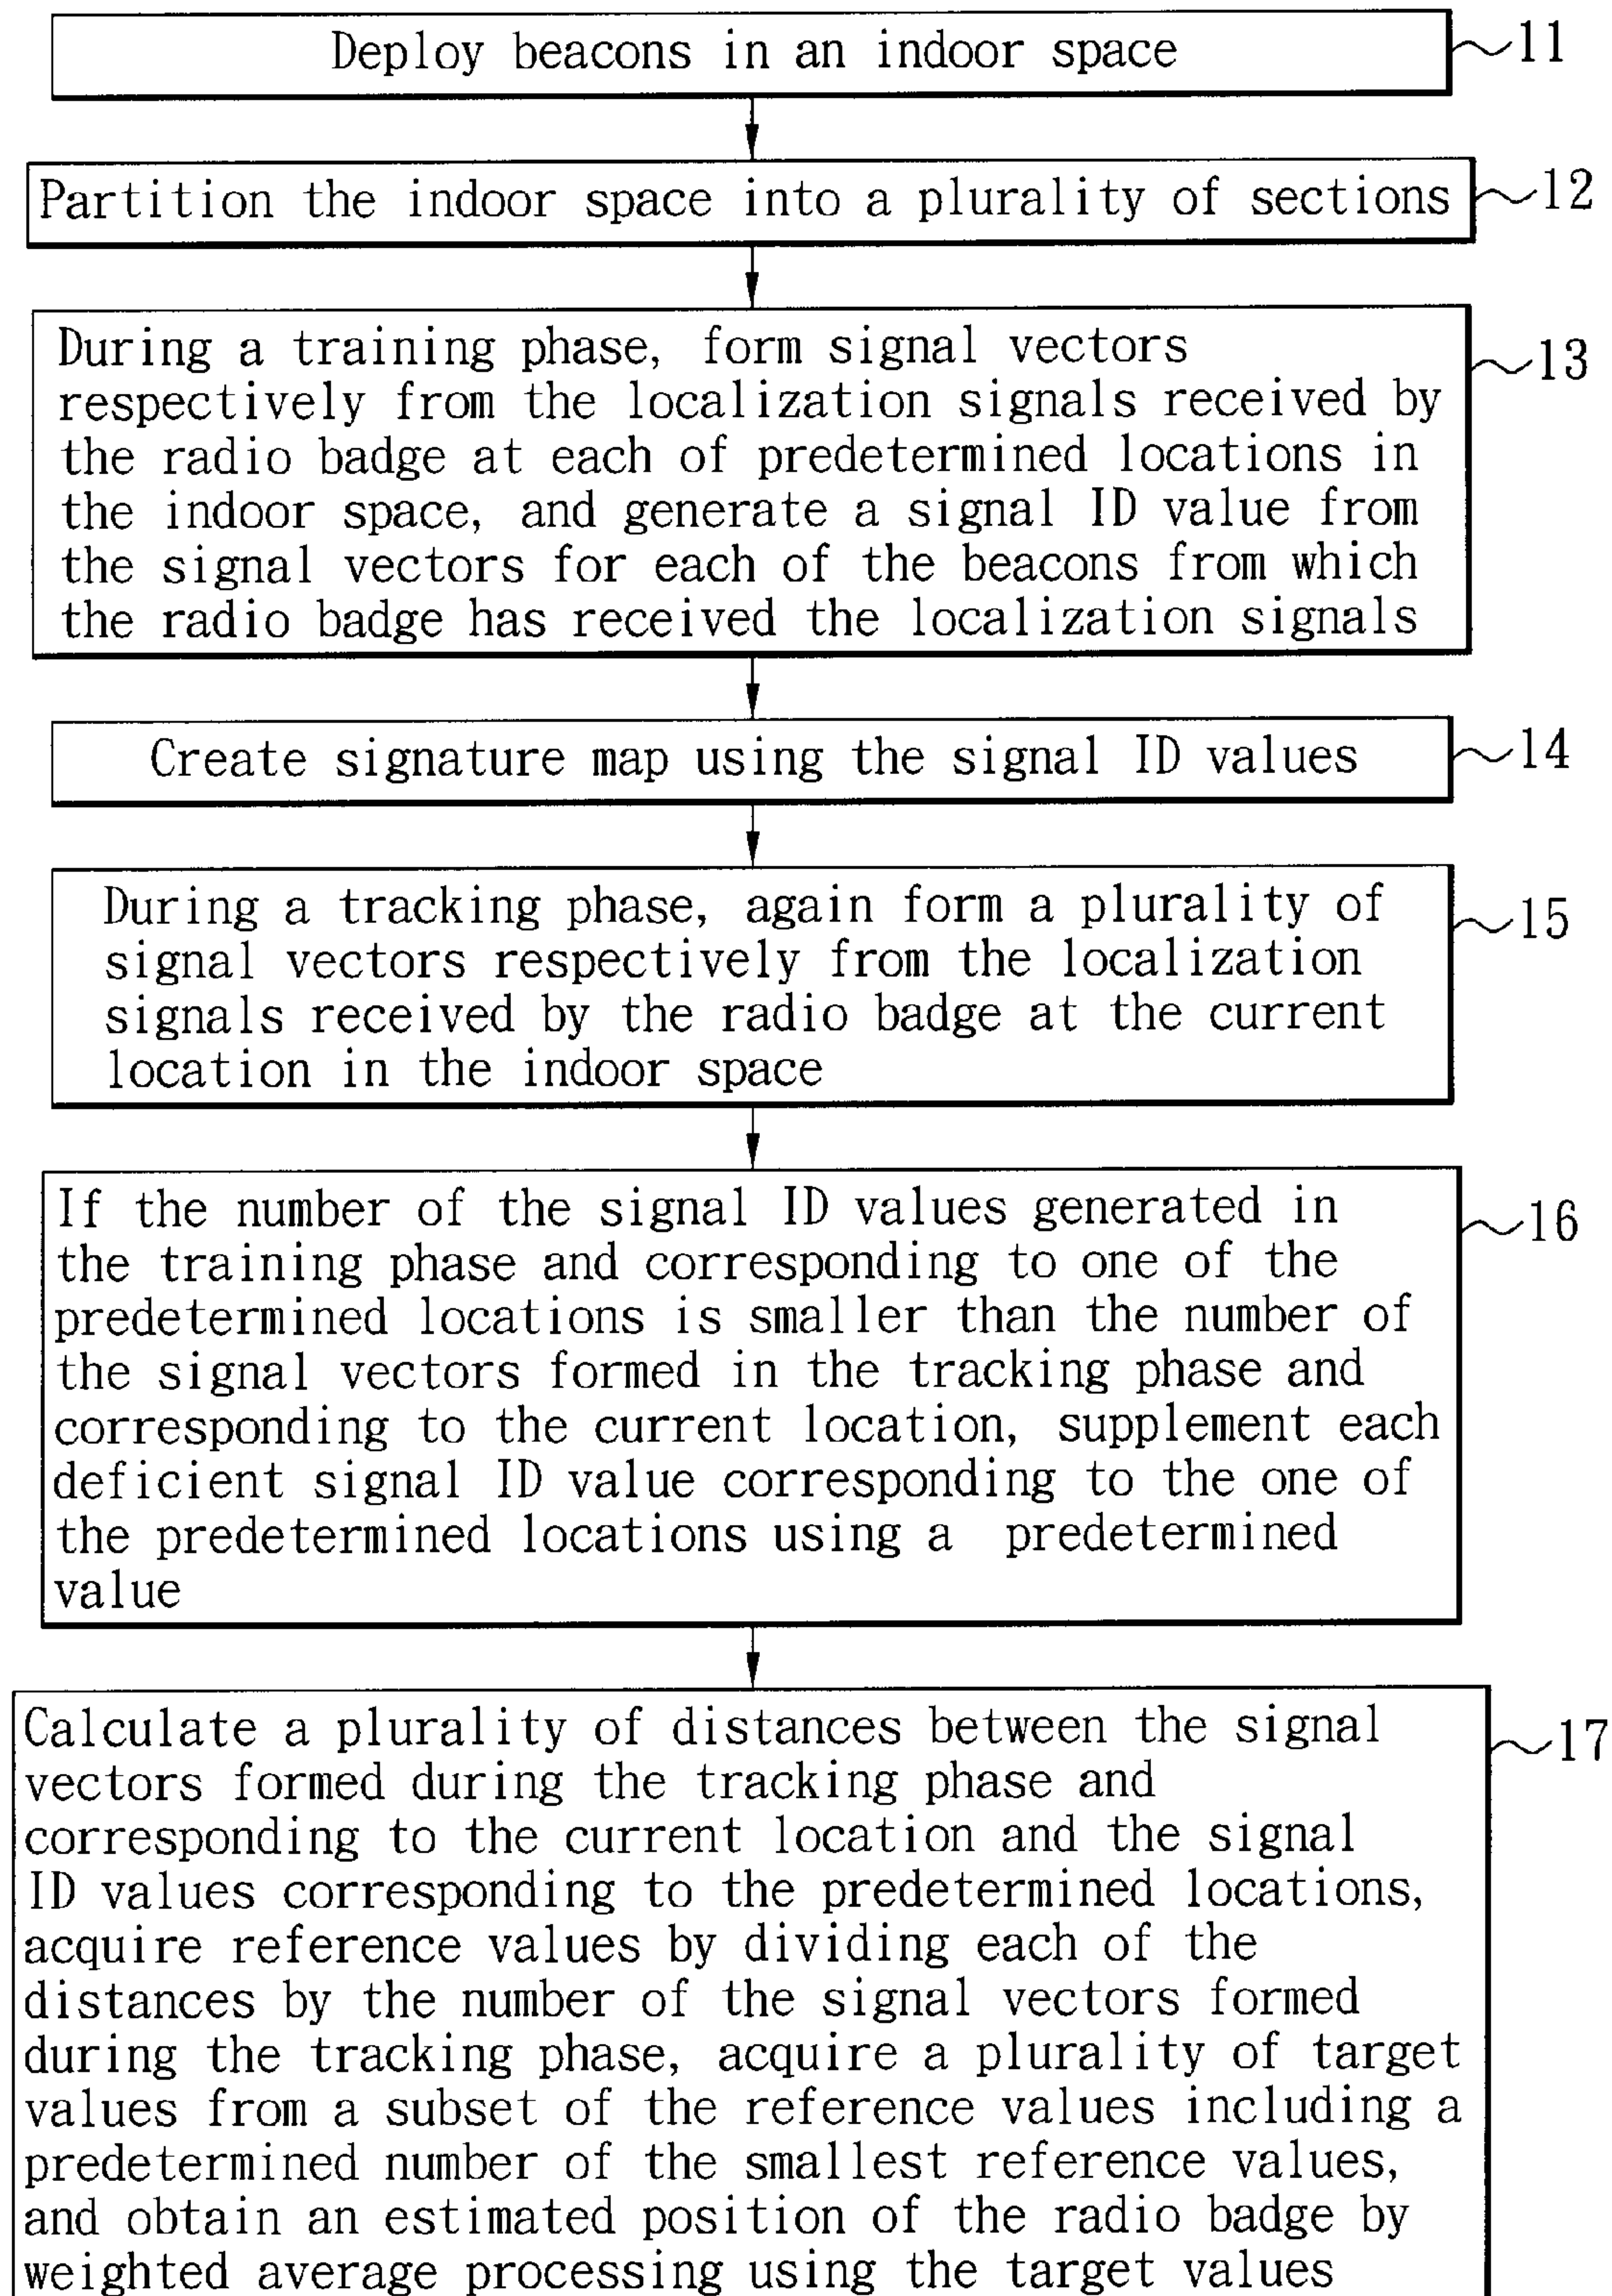 Deploy beacons in an indoor space
11
Partition the indoor space into a plurality of sections
12
During a training phase, form signal vectors
respectively from the localization signals received by
the radio badge at each of predetermined locations in
the indoor space, and generate a signal ID value from
the signal vectors for each of the beacons from which
the radio badge has received the localization signals
13
Create signature map using the signal ID values
14
During a tracking phase, again form a plurality of
signal vectors respectively from the localization
signals received by the radio badge at the current
location in the indoor space
15
If the number of the signal ID values generated in
the training phase and corresponding to one of the
predetermined locations is smaller than the number of
the signal vectors formed in the tracking phase and
corresponding to the current location, supplement each
deficient signal ID value corresponding to the one of
the predetermined locations using a predetermined
value
16
Calculate a plurality of distances between the signal
vectors formed during the tracking phase and
corresponding to the current location and the signal
ID values corresponding to the predetermined locations,
acquire reference values by dividing each of the
distances by the number of the signal vectors formed
during the tracking phase, acquire a plurality of target
values from a subset of the reference values including a
predetermined number of the smallest reference values,
and obtain an estimated position of the radio badge by
weighted average processing using the target values
17